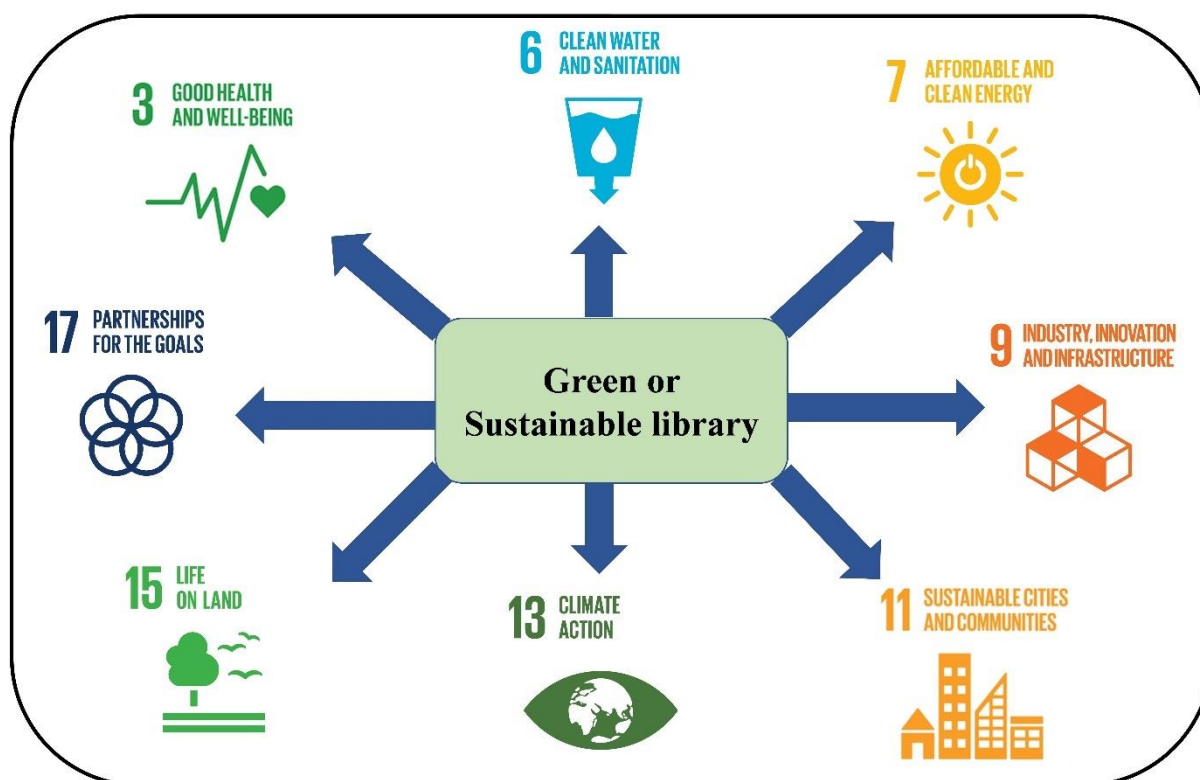 6 CLEAN WATER
AND SANITATION
3 GOOD HEALTH
AND WELL-BEING
7 AFFORDABLE AND
CLEAN ENERGY
17 PARTNERSHIPS
FOR THE GOALS
Green or
Sustainable library
9 INDUSTRY, INNOVATION
AND INFRASTRUCTURE
15 LIFE
ON LAND
13 CLIMATE
ACTION
11 SUSTAINABLE CITIES
AND COMMUNITIES